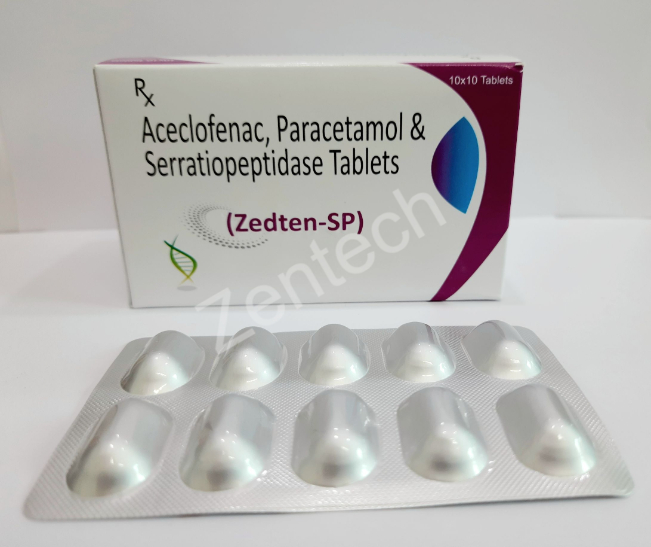 10x10 Tablets
Rx
Aceclofenac, Paracetamol &
Serratiopeptidase Tablets
(Zedten-SP)
Zentech